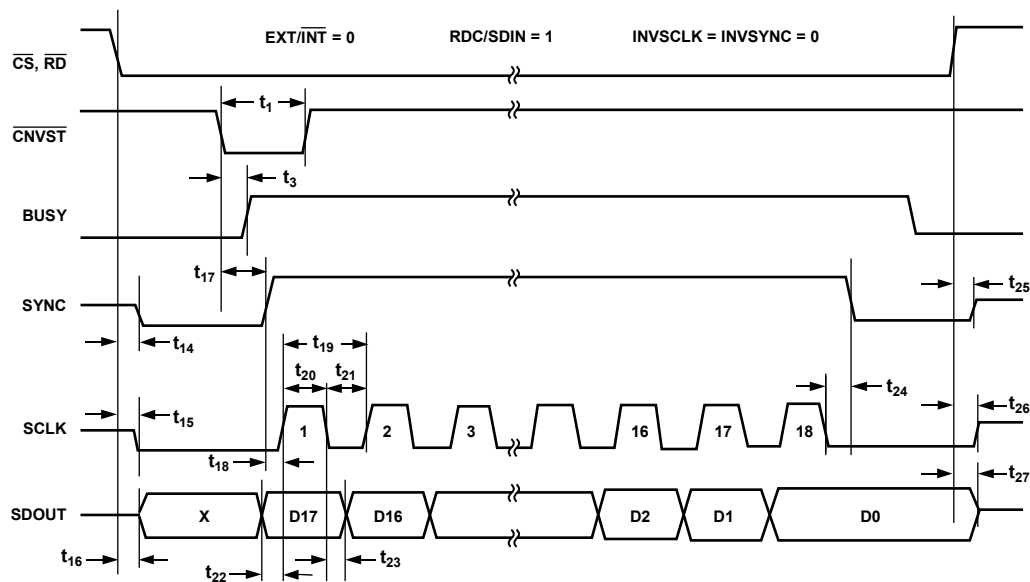 EXT/INT = 0 RDC/SDIN = 1 INVSCLK = INVSYNC = 0
CS, RD
t1
CNVST
t3
BUSY
t17
SYNC
t25
t14
t19
t20 t21
t24
t15
t26
SCLK
1 2 3 16 17 18
t18
t27
SDOUT
X D17 D16 D2 D1 D0
t16
t22
t23